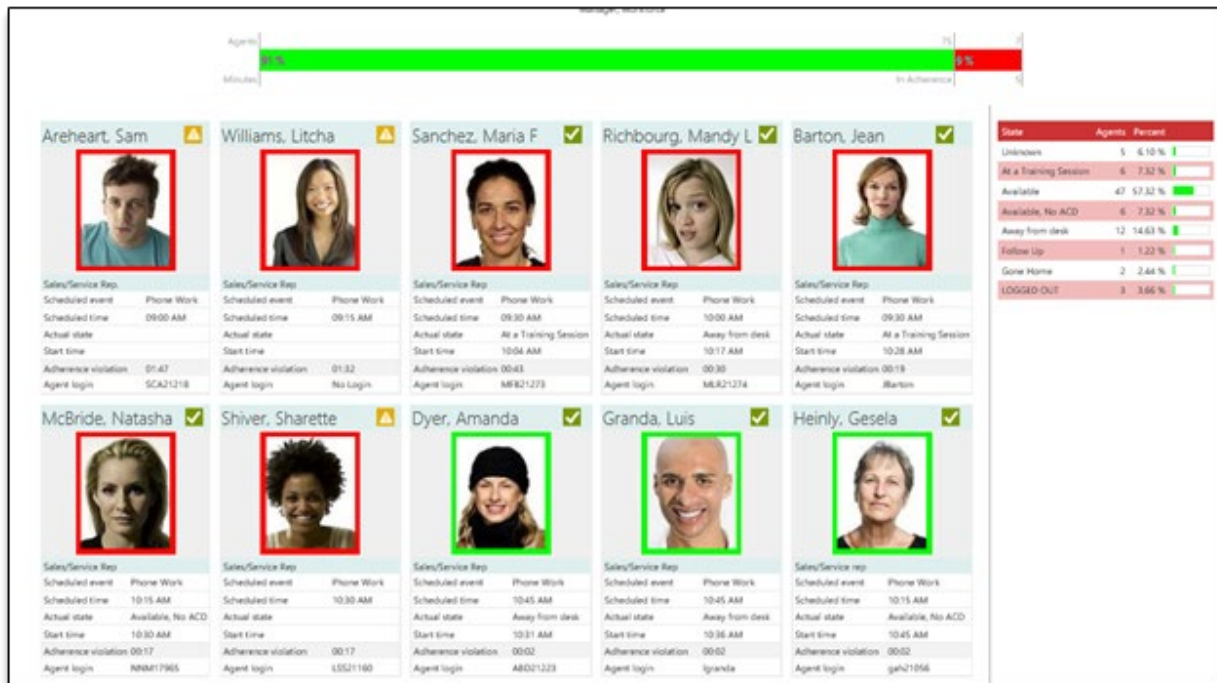 Manager, Workforce
Agents 75 7
91 % 9 %
Minutes In Adherence 5
Areheart, Sam
Sales/Service Rep.
Scheduled event Phone Work
Scheduled time 09:00 AM
Actual state
Start time
Adherence violation 01:47
Agent login SCA21218
Williams, Litcha
Scheduled event Phone Work
Scheduled time 09:15 AM
Actual state
Start time
Adherence violation 01:32
Agent login No Login
Sanchez, Maria F
Sales/Service Rep
Scheduled event Phone Work
Scheduled time 09:30 AM
Actual state At a Training Session
Start time 10:04 AM
Adherence violation 00:43
Agent login MFB21273
Richbourg, Mandy L
Sales/Service Rep
Scheduled event Phone Work
Scheduled time 10:00 AM
Actual state Away from desk
Start time 10:17 AM
Adherence violation 00:30
Agent login MLR21274
Barton, Jean
Sales/Service Rep
Scheduled event Phone Work
Scheduled time 09:30 AM
Actual state At a Training Session
Start time 10:28 AM
Adherence violation 00:19
Agent login JBarton
McBride, Natasha
Sales/Service Rep
Scheduled event Phone Work
Scheduled time 10:15 AM
Actual state Available, No ACD
Start time 10:30 AM
Adherence violation 00:17
Agent login NNM17965
Shiver, Sharette
Scheduled event Phone Work
Scheduled time 10:30 AM
Actual state
Start time
Adherence violation 00:17
Agent login LSS21160
Dyer, Amanda
Sales/Service Rep
Scheduled event Phone Work
Scheduled time 10:45 AM
Actual state Away from desk
Start time 10:31 AM
Adherence violation 00:02
Agent login ABD21223
Granda, Luis
Sales/Service Rep
Scheduled event Phone Work
Scheduled time 10:45 AM
Actual state Away from desk
Start time 10:36 AM
Adherence violation 00:02
Agent login lgranda
Heinly, Gesela
Sales/Service rep
Scheduled event Phone Work
Scheduled time 10:15 AM
Actual state Available, No ACD
Start time 10:45 AM
Adherence violation 00:02
Agent login gah21056
State Agents Percent
Unknown 5 6.10 %
At a Training Session 6 7.32 %
Available 47 57.32 %
Available, No ACD 6 7.32 %
Away from desk 12 14.63 %
Follow Up 1 1.22 %
Gone Home 2 2.44 %
LOGGED OUT 3 3.66 %